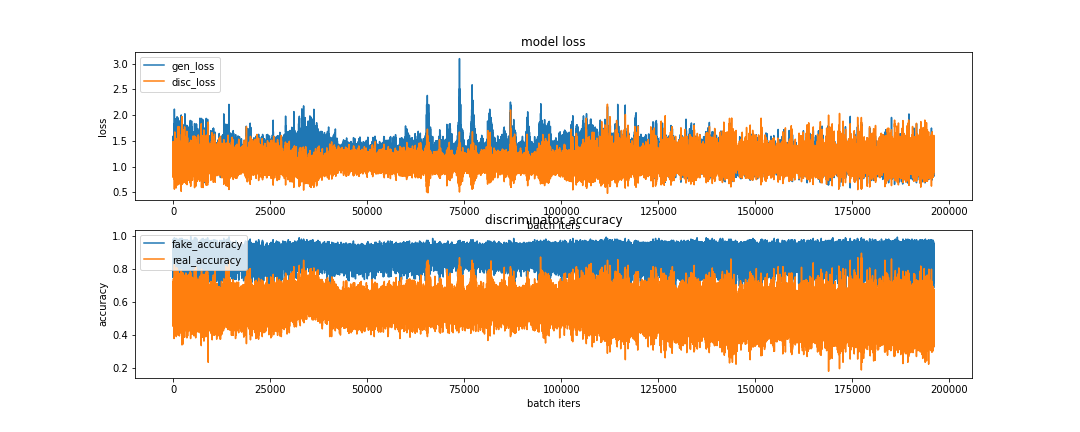 model loss
3.0
2.5
2.0
1.5
1.0
0.5
loss
gen_loss
disc_loss
0 25000 50000 75000 100000 125000 150000 175000 200000
batch iters
discriminator accuracy
1.0
0.8
0.6
0.4
0.2
accuracy
fake_accuracy
real_accuracy
0 25000 50000 75000 100000 125000 150000 175000 200000
batch iters